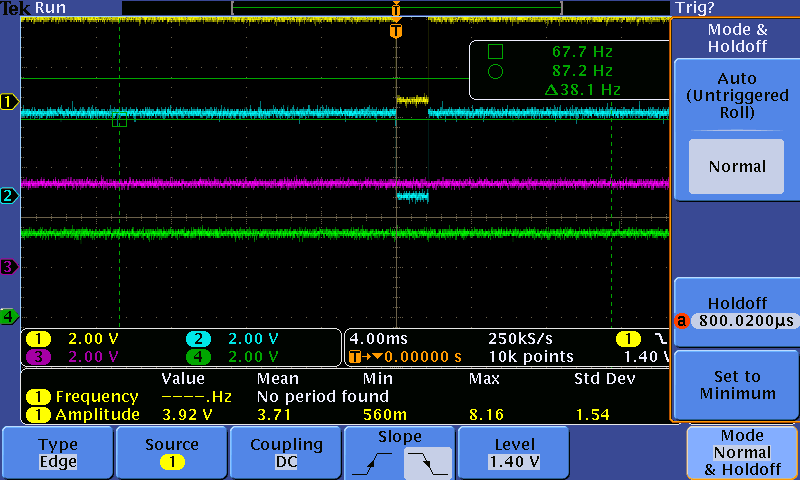 Tek Run Trig?
T
T
Mode &
Holdoff
67.7 Hz
87.2 Hz
Δ38.1 Hz
Auto
(Untriggered
Roll)
Normal
1
2
3
4
Holdoff
a 800.0200µs
Set to
Minimum
1 2.00 V 2 2.00 V
3 2.00 V 4 2.00 V
4.00ms 250kS/s 1
T→▼0.00000 s 10k points 1.40 V
Value Mean Min Max Std Dev
1 Frequency ----.Hz No period found
1 Amplitude 3.92 V 3.71 560m 8.16 1.54
Type
Edge
Source
1
Coupling
DC
Slope
Level
1.40 V
Mode
Normal
& Holdoff